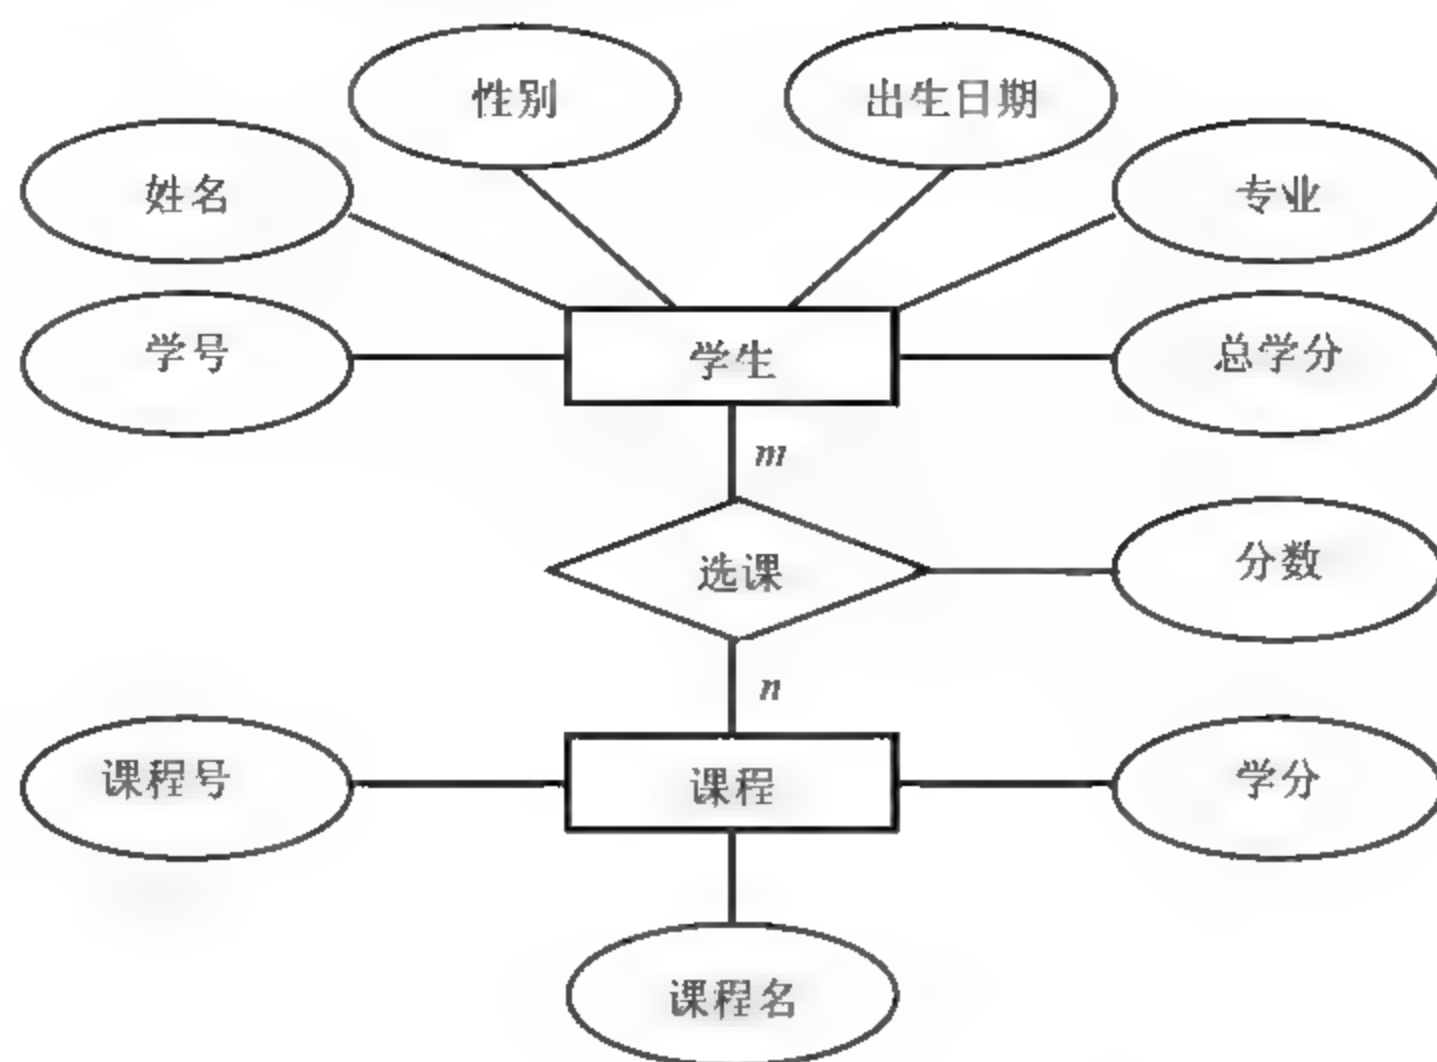 性别
出生日期
姓名
专业
学号
学生
总学分
m
选课
分数
n
课程号
课程
学分
课程名